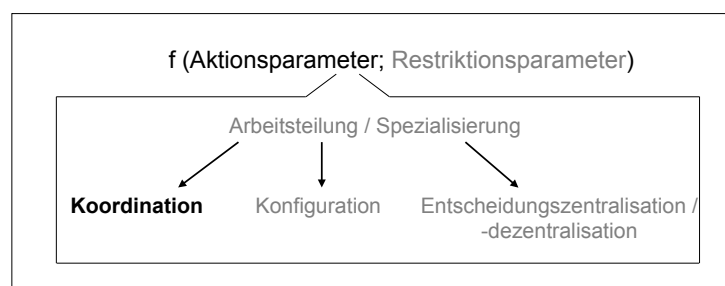 f (Aktionsparameter; Restriktionsparameter)
Arbeitsteilung / Spezialisierung
Koordination Konfiguration Entscheidungszentralisation /
-dezentralisation